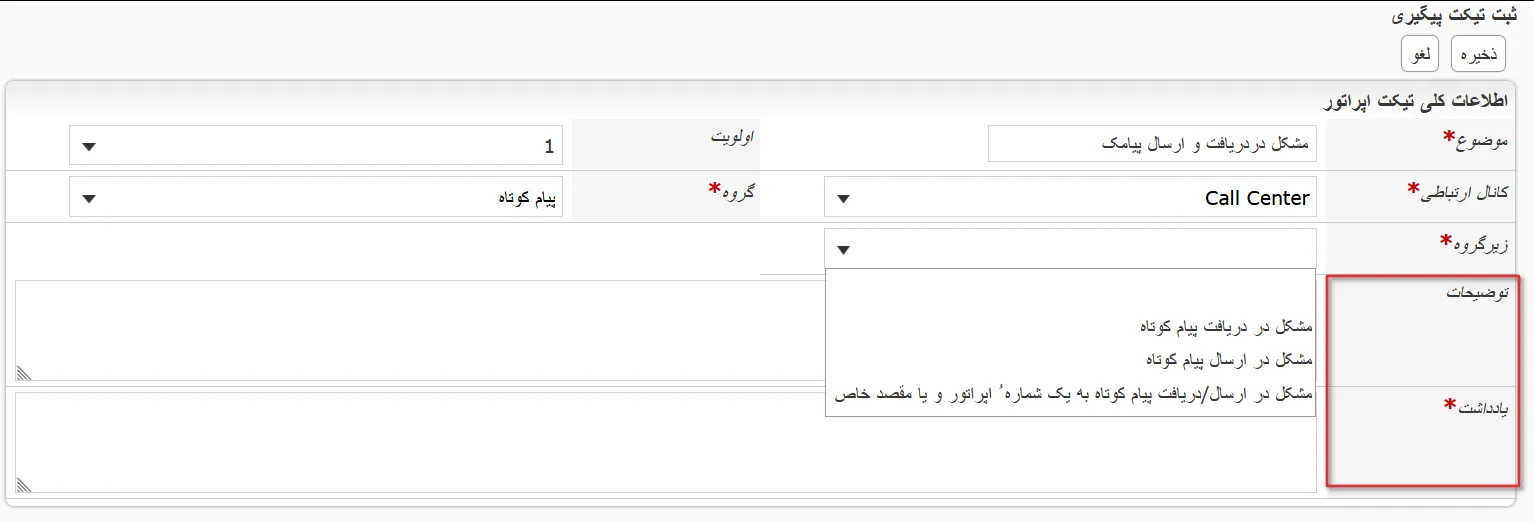 ثبت تیکت پیگیری
ذخیره
لغو
اطلاعات کلی تیکت اپراتور
موضوع*
مشکل دردریافت و ارسال پیامک
اولویت
1
کانال ارتباطی*
Call Center
گروه*
پیام کوتاه
زیرگروه*
مشکل در دریافت پیام کوتاه
مشکل در ارسال پیام کوتاه
مشکل در ارسال/دریافت پیام کوتاه به یک شماره ُ اپراتور و یا مقصد خاص
توضیحات
یادداشت*